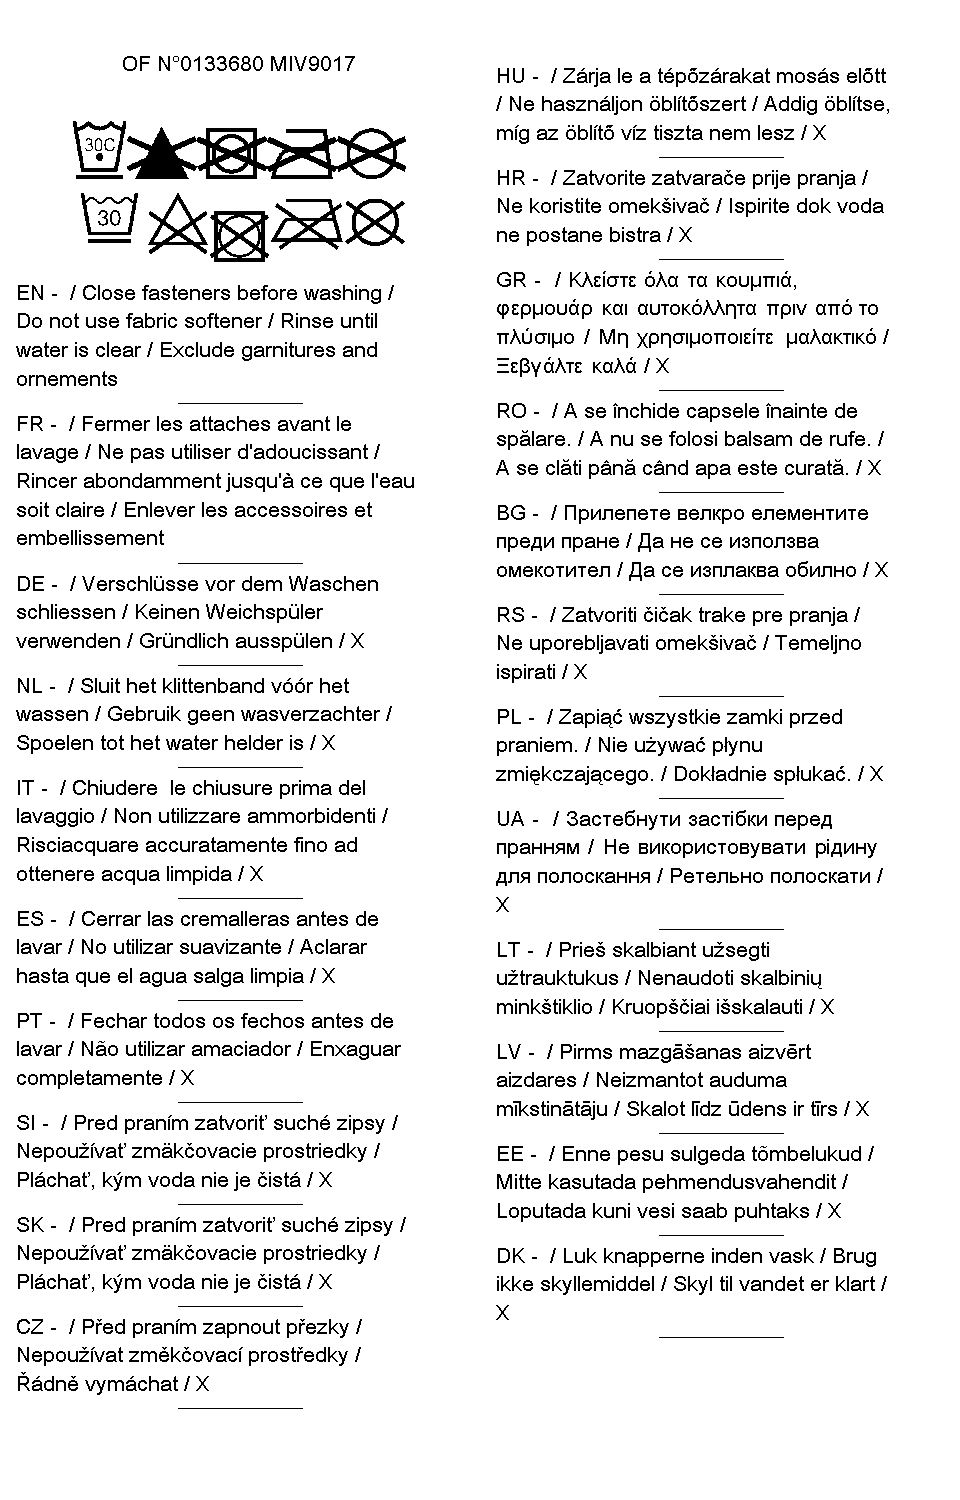 OF N°0133680 MIV9017
30C
30
EN -  / Close fasteners before washing /
Do not use fabric softener / Rinse until
water is clear / Exclude garnitures and
ornements
FR -  / Fermer les attaches avant le
lavage / Ne pas utiliser d'adoucissant /
Rincer abondamment jusqu'à ce que l'eau
soit claire / Enlever les accessoires et
embellissement
DE -  / Verschlüsse vor dem Waschen
schliessen / Keinen Weichspüler
verwenden / Gründlich ausspülen / X
NL -  / Sluit het klittenband vóór het
wassen / Gebruik geen wasverzachter /
Spoelen tot het water helder is / X
IT -  / Chiudere  le chiusure prima del
lavaggio / Non utilizzare ammorbidenti /
Risciacquare accuratamente fino ad
ottenere acqua limpida / X
ES -  / Cerrar las cremalleras antes de
lavar / No utilizar suavizante / Aclarar
hasta que el agua salga limpia / X
PT -  / Fechar todos os fechos antes de
lavar / Não utilizar amaciador / Enxaguar
completamente / X
SI -  / Pred praním zatvoriť suché zipsy /
Nepoužívať zmäkčovacie prostriedky /
Pláchať, kým voda nie je čistá / X
SK -  / Pred praním zatvoriť suché zipsy /
Nepoužívať zmäkčovacie prostriedky /
Pláchať, kým voda nie je čistá / X
CZ -  / Před praním zapnout přezky /
Nepoužívat změkčovací prostředky /
Řádně vymáchat / X
HU -  / Zárja le a tépőzárakat mosás előtt
/ Ne használjon öblítőszert / Addig öblítse,
míg az öblítő víz tiszta nem lesz / X
HR -  / Zatvorite zatvarače prije pranja /
Ne koristite omekšivač / Ispirite dok voda
ne postane bistra / X
GR -  / Κλείστε όλα τα κουμπιά,
φερμουάρ και αυτοκόλλητα πριν από το
πλύσιμο / Μη χρησιμοποιείτε μαλακτικό /
Ξεβγάλτε καλά / X
RO -  / A se închide capsele înainte de
spălare. / A nu se folosi balsam de rufe. /
A se clăti până când apa este curată. / X
BG -  / Прилепете велкро елементите
преди пране / Да не се използва
омекотител / Да се изплаква обилно / X
RS -  / Zatvoriti čičak trake pre pranja /
Ne uporebljavati omekšivač / Temeljno
ispirati / X
PL -  / Zapiąć wszystkie zamki przed
praniem. / Nie używać płynu
zmiękczającego. / Dokładnie spłukać. / X
UA -  / Застебнути застібки перед
пранням / Не використовувати рідину
для полоскання / Ретельно полоскати /
X
LT -  / Prieš skalbiant užsegti
užtrauktukus / Nenaudoti skalbinių
minkštiklio / Kruopščiai išskalauti / X
LV -  / Pirms mazgāšanas aizvērt
aizdares / Neizmantot auduma
mīkstinātāju / Skalot līdz ūdens ir tīrs / X
EE -  / Enne pesu sulgeda tõmbelukud /
Mitte kasutada pehmendusvahendit /
Loputada kuni vesi saab puhtaks / X
DK -  / Luk knapperne inden vask / Brug
ikke skyllemiddel / Skyl til vandet er klart /
X